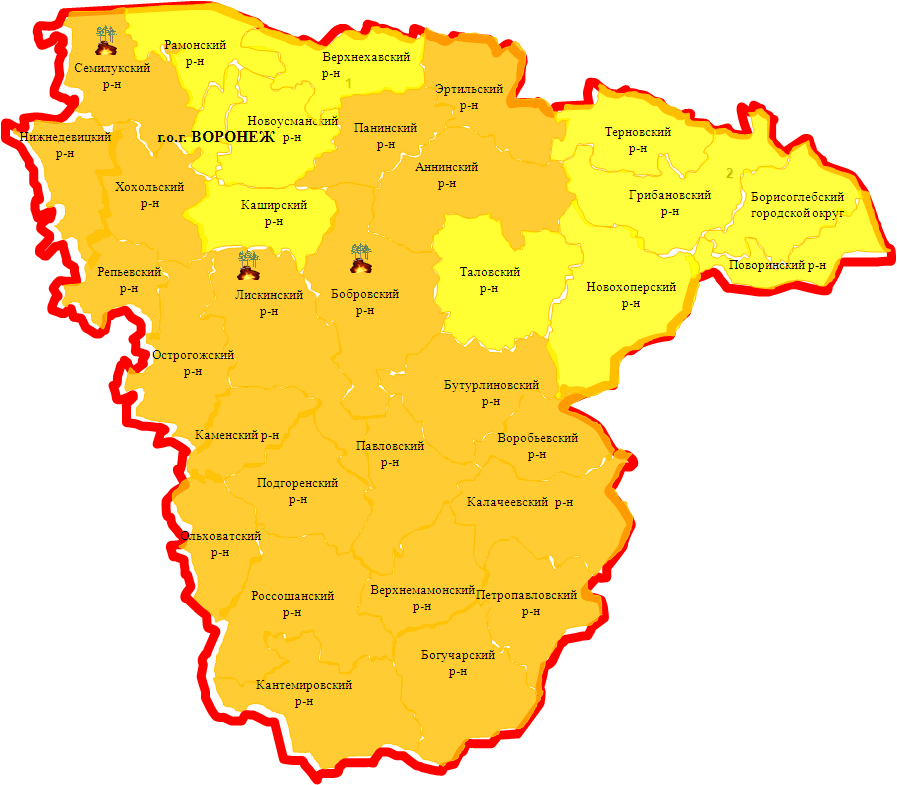 Рамонский
р-н
Верхнехавский
р-н
1
Семилукский
р-н
Эртильский
р-н
Новоусманский
р-н
г.о.г. ВОРОНЕЖ
Панинский
р-н
Терновский
р-н
Нижнедевицкий
р-н
Аннинский
р-н
2
Хохольский
р-н
Каширский
р-н
Грибановский
р-н
Борисоглебский
городской округ
Репьевский
р-н
Лискинский
р-н
Бобровский
р-н
Таловский
р-н
Новохоперский
р-н
Поворинский р-н
Острогожский
р-н
Бутурлиновский
р-н
Каменский р-н
Павловский
р-н
Воробьевский
р-н
Подгоренский
р-н
Калачеевский р-н
Ольховатский
р-н
Россошанский
р-н
Верхнемамонский
р-н
Петропавловский
р-н
Богучарский
р-н
Кантемировский
р-н